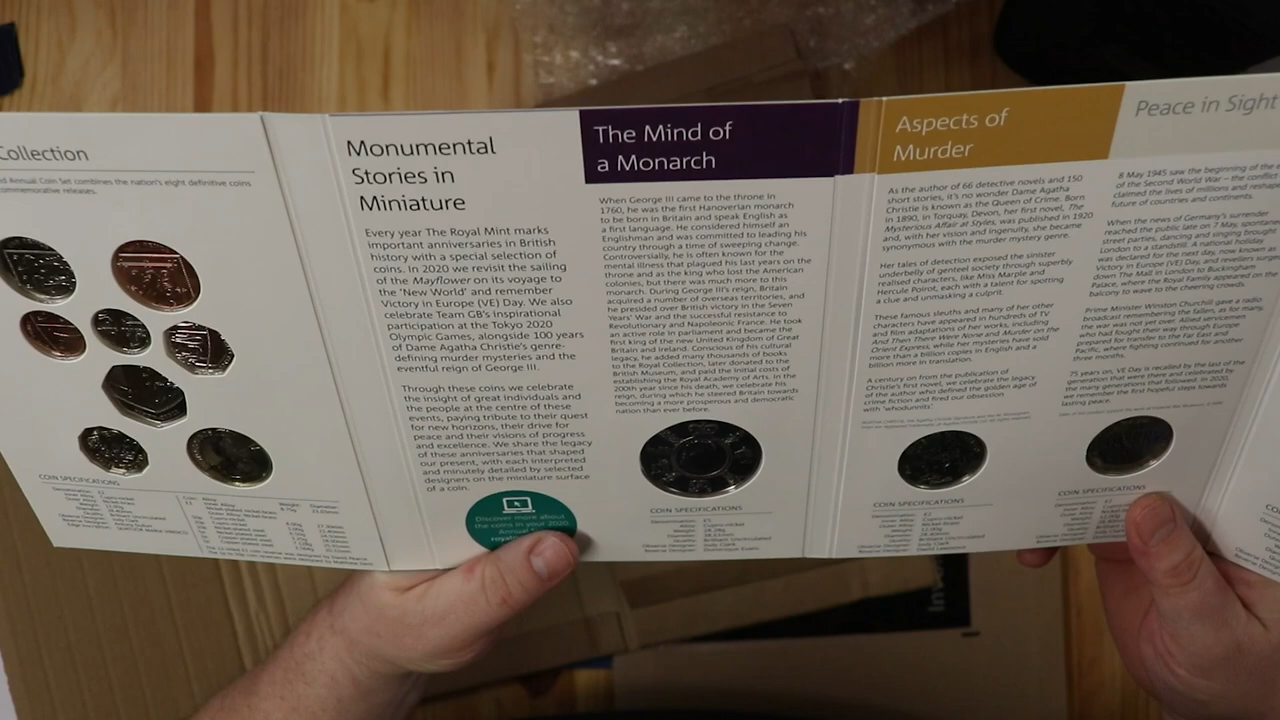 Collection
d Annual Coin Set combines the nation's eight definitive coins
commemorative releases.
COIN SPECIFICATIONS
Monumental
Stories in
Miniature
Every year The Royal Mint marks
important anniversaries in British
history with a special selection of
coins. In 2020 we revisit the sailing
of the Mayflower on its voyage to
the 'New World' and remember
Victory in Europe (VE) Day. We also
celebrate Team GB's inspirational
participation at the Tokyo 2020
Olympic Games, alongside 100 years
of Dame Agatha Christie's genre-
defining murder mysteries and the
eventful reign of George III.
Through these coins we celebrate
the insight of great individuals and
the people at the centre of these
events, paying tribute to their quest
for new horizons, their drive for
peace and their visions of progress
and excellence. We share the legacy
of these anniversaries that shaped
our present, with each interpreted
and minutely detailed by selected
designers on the miniature surface
of a coin.
Discover more about
the coins in your 2020
Annual
The Mind of
a Monarch
When George III came to the throne in
1760, he was the first Hanoverian monarch
to be born in Britain and speak English as
a first language. He considered himself an
Englishman and was committed to leading his
country through a time of sweeping change.
Controversially, he is often known for the
mental illness that plagued his last years on the
throne and as the king who lost the American
colonies, but there was much more to this
monarch. During George III's reign, Britain
acquired a number of overseas territories, and
he presided over British victory in the Seven
Years' War and the successful resistance to
Revolutionary and Napoleonic France. He took
an active role in parliament and became the
first king of the new United Kingdom of Great
Britain and Ireland. Conscious of his cultural
legacy, he added many thousands of books
to the Royal Collection, later donated to the
British Museum, and paid the initial costs of
establishing the Royal Academy of Arts. In the
200th year since his death, we celebrate his
reign, during which he steered Britain towards
becoming a more prosperous and democratic
nation than ever before.
COIN SPECIFICATIONS
Aspects of
Murder
As the author of 66 detective novels and 150
short stories, it's no wonder Dame Agatha
Christie is known as the Queen of Crime. Born
in 1890, in Torquay, Devon, her first novel, The
Mysterious Affair at Styles, was published in 1920
and, with her vision and ingenuity, she became
synonymous with the murder mystery genre.
Her tales of detection exposed the sinister
underbelly of genteel society through superbly
realised characters, like Miss Marple and
Hercule Poirot, each with a talent for spotting
a clue and unmasking a culprit.
These famous sleuths and many of her other
characters have appeared in hundreds of TV
and film adaptations of her works, including
And Then There Were None and Murder on the
Orient Express, while her mysteries have sold
more than a billion copies in English and a
billion more in translation.
A century on from the publication of
Christie's first novel, we celebrate the legacy
of the author who defined the golden age of
crime fiction and fired our obsession
with "whodunnits".
COIN SPECIFICATIONS
Peace in Sight
8 May 1945 saw the beginning of the
of the Second World War – the conflict
claimed the lives of millions and reshap
future of countries and continents.
When the news of Germany's surrender
reached the public late on 7 May, spontan
street parties, dancing and singing brought
London to a standstill. A national holiday
was declared for the next day, now known as
Victory in Europe (VE) Day, and revellers surge
down The Mall in London to Buckingham
Palace, where the Royal Family appeared on the
balcony to wave to the cheering crowds.
Prime Minister Winston Churchill gave a radio
broadcast remembering the fallen, as for many,
the war was not yet over. Allied servicemen
who had fought their way through Europe
prepared for transfer to the Far East and
Pacific, where fighting continued for another
three months.
75 years on, VE Day is recalled by the last of the
generation that were there and celebrated by
the many generations that followed. In 2020,
we remember the first hopeful steps towards
lasting peace.
COIN SPECIFICATIONS